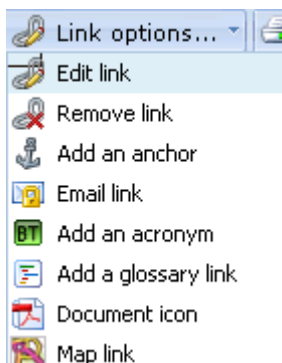 Link options...
Edit link
Remove link
Add an anchor
Email link
BT Add an acronym
Add a glossary link
Document icon
Map link